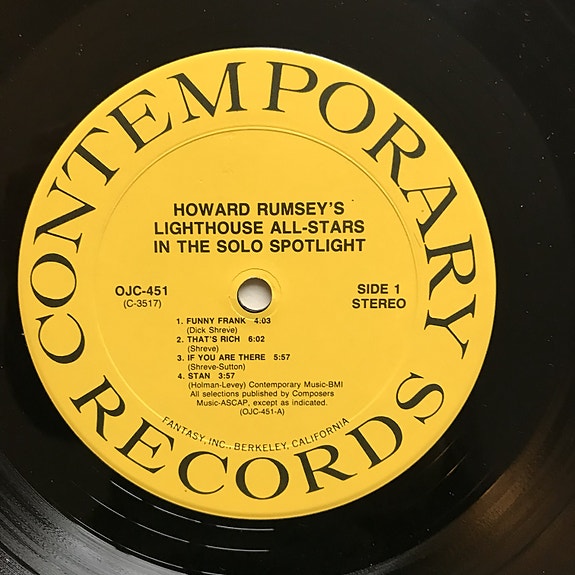 CONTEMPORARY
RECORDS
HOWARD RUMSEY'S
LIGHTHOUSE ALL-STARS
IN THE SOLO SPOTLIGHT
OJC-451
(C-3517)
SIDE 1
STEREO
1. FUNNY FRANK 4:03
(Dick Shreve)
2. THAT'S RICH 6:02
(Shreve)
3. IF YOU ARE THERE 5:57
(Shreve-Sutton)
4. STAN 3:57
(Holman-Levey) Contemporary Music-BMI
All selections published by Composers
Music-ASCAP, except as indicated.
(OJC-451-A)
FANTASY, INC., BERKELEY, CALIFORNIA